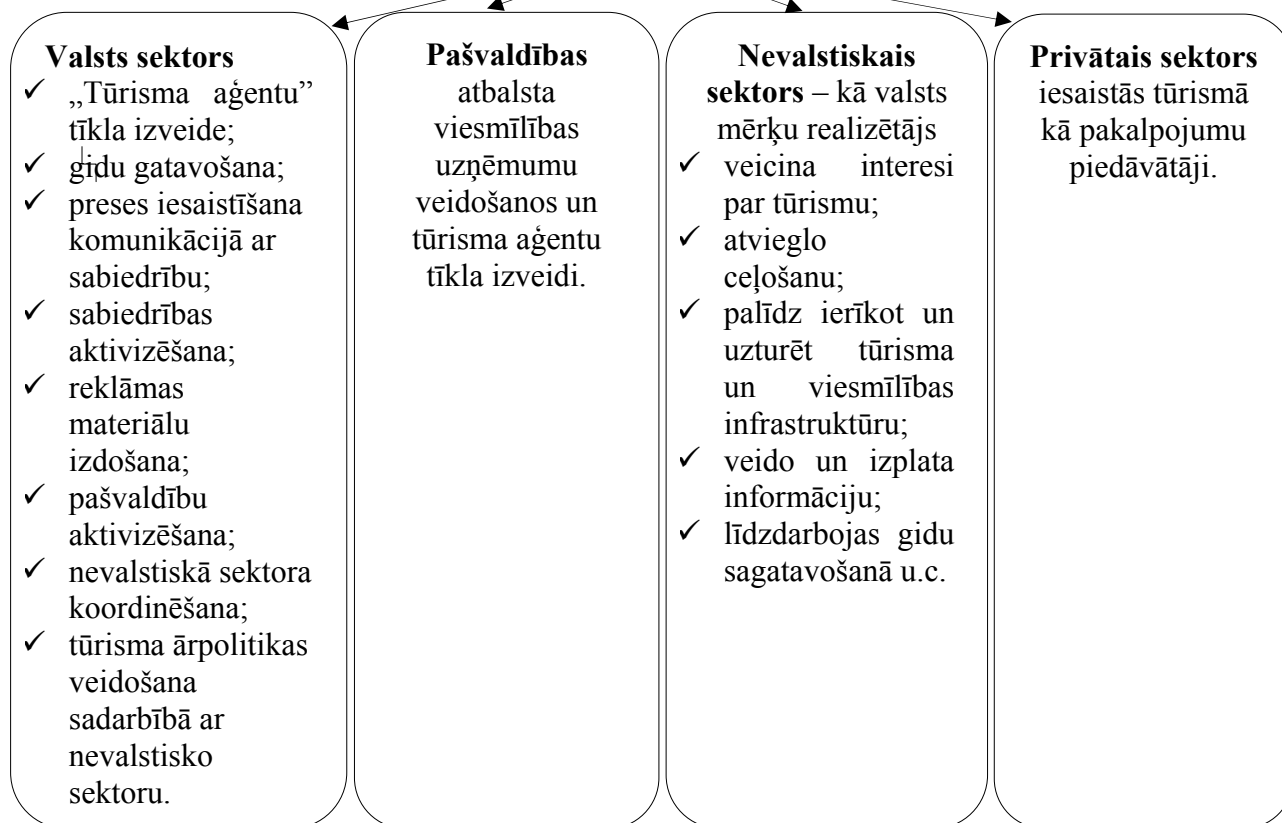 Valsts sektors
„Tūrisma aģentu”
tīkla izveide;
gidu gatavošana;
preses iesaistīšana
komunikācijā ar
sabiedrību;
sabiedrības
aktivizēšana;
reklāmas
materiālu
izdošana;
pašvaldību
aktivizēšana;
nevalstiskā sektora
koordinēšana;
tūrisma ārpolitikas
veidošana
sadarbībā ar
nevalstisko
sektoru.
Pašvaldības
atbalsta
viesmīlības
uzņēmumu
veidošanos un
tūrisma aģentu
tīkla izveidi.
Nevalstiskais
sektors – kā valsts
mērķu realizētājs
veicina interesi
par tūrismu;
atvieglo
ceļošanu;
palīdz ierīkot un
uzturēt tūrisma
un viesmīlības
infrastruktūru;
veido un izplata
informāciju;
līdzdarbojas gidu
sagatavošanā u.c.
Privātais sektors
iesaistās tūrismā
kā pakalpojumu
piedāvātāji.